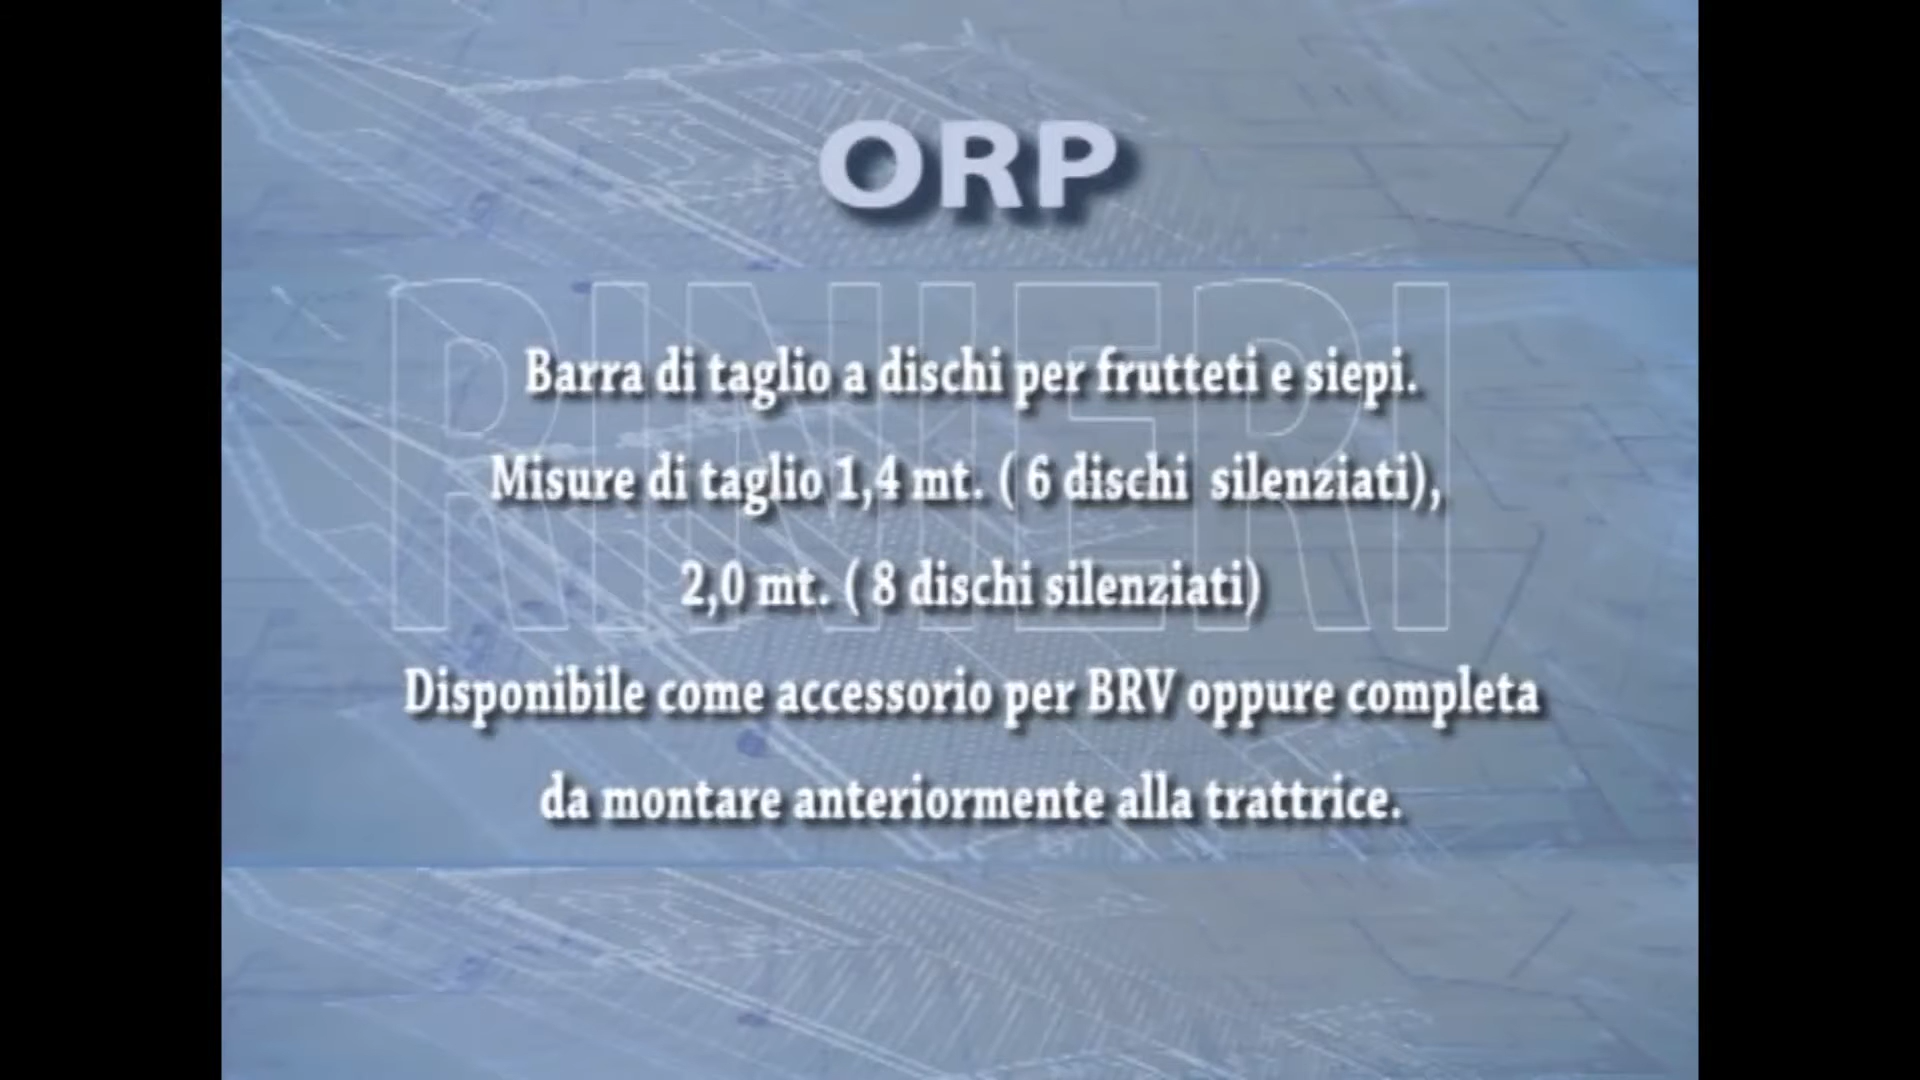 ORP
RINIERI
Barra di taglio a dischi per frutteti e siepi.
Misure di taglio 1,4 mt. ( 6 dischi  silenziati),
2,0 mt. ( 8 dischi silenziati)
Disponibile come accessorio per BRV oppure completa
da montare anteriormente alla trattrice.